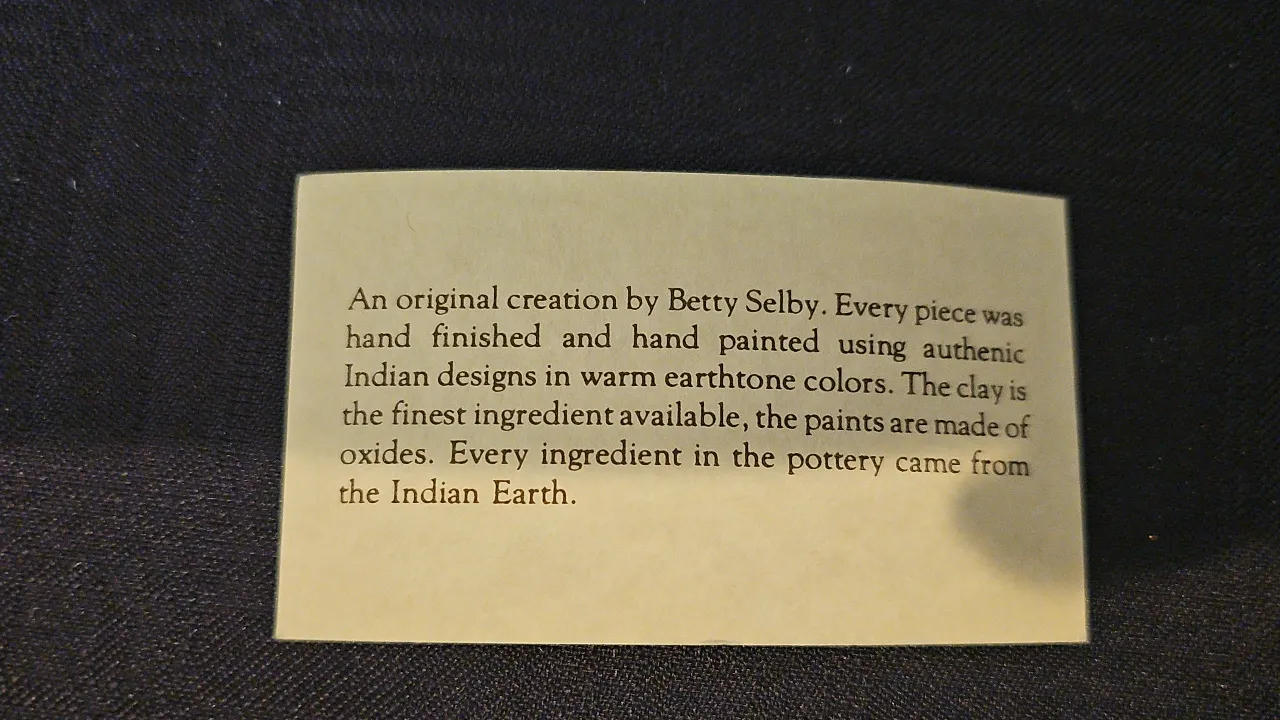 An original creation by Betty Selby. Every piece was
hand finished and hand painted using authenic
Indian designs in warm earthtone colors. The clay is
the finest ingredient available, the paints are made of
oxides. Every ingredient in the pottery came from
the Indian Earth.